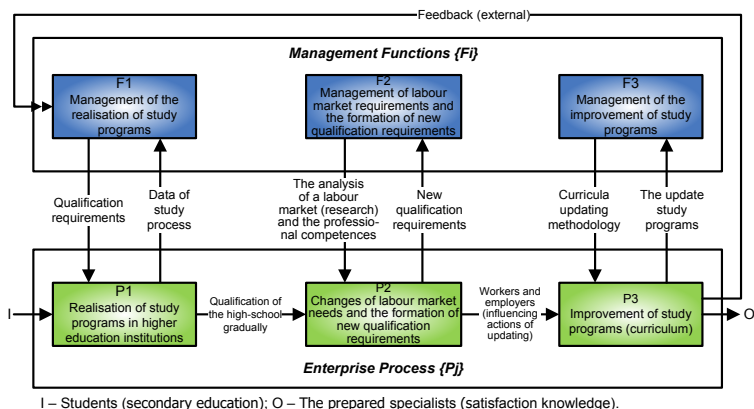 Feedback (external)
Management Functions {Fi}
F1
Management of the
realisation of study
programs
F2
Management of labour
market requirements and
the formation of new
qualification requirements
F3
Management of the
improvement of study
programs
Qualification
requirements
Data of
study
process
The analysis
of a labour
market (research)
and the professio-
nal competences
New
qualification
requirements
Curricula
updating
methodology
The update
study
programs
I
P1
Realisation of study
programs in higher
education institutions
Qualification of
the high-school
gradually
P2
Changes of labour market
needs and the formation of
new qualification
requirements
Workers and
employers
(influencing
actions of
updating)
P3
Improvement of study
programs (curriculum)
O
Enterprise Process {Pj}
I – Students (secondary education); O – The prepared specialists (satisfaction knowledge).